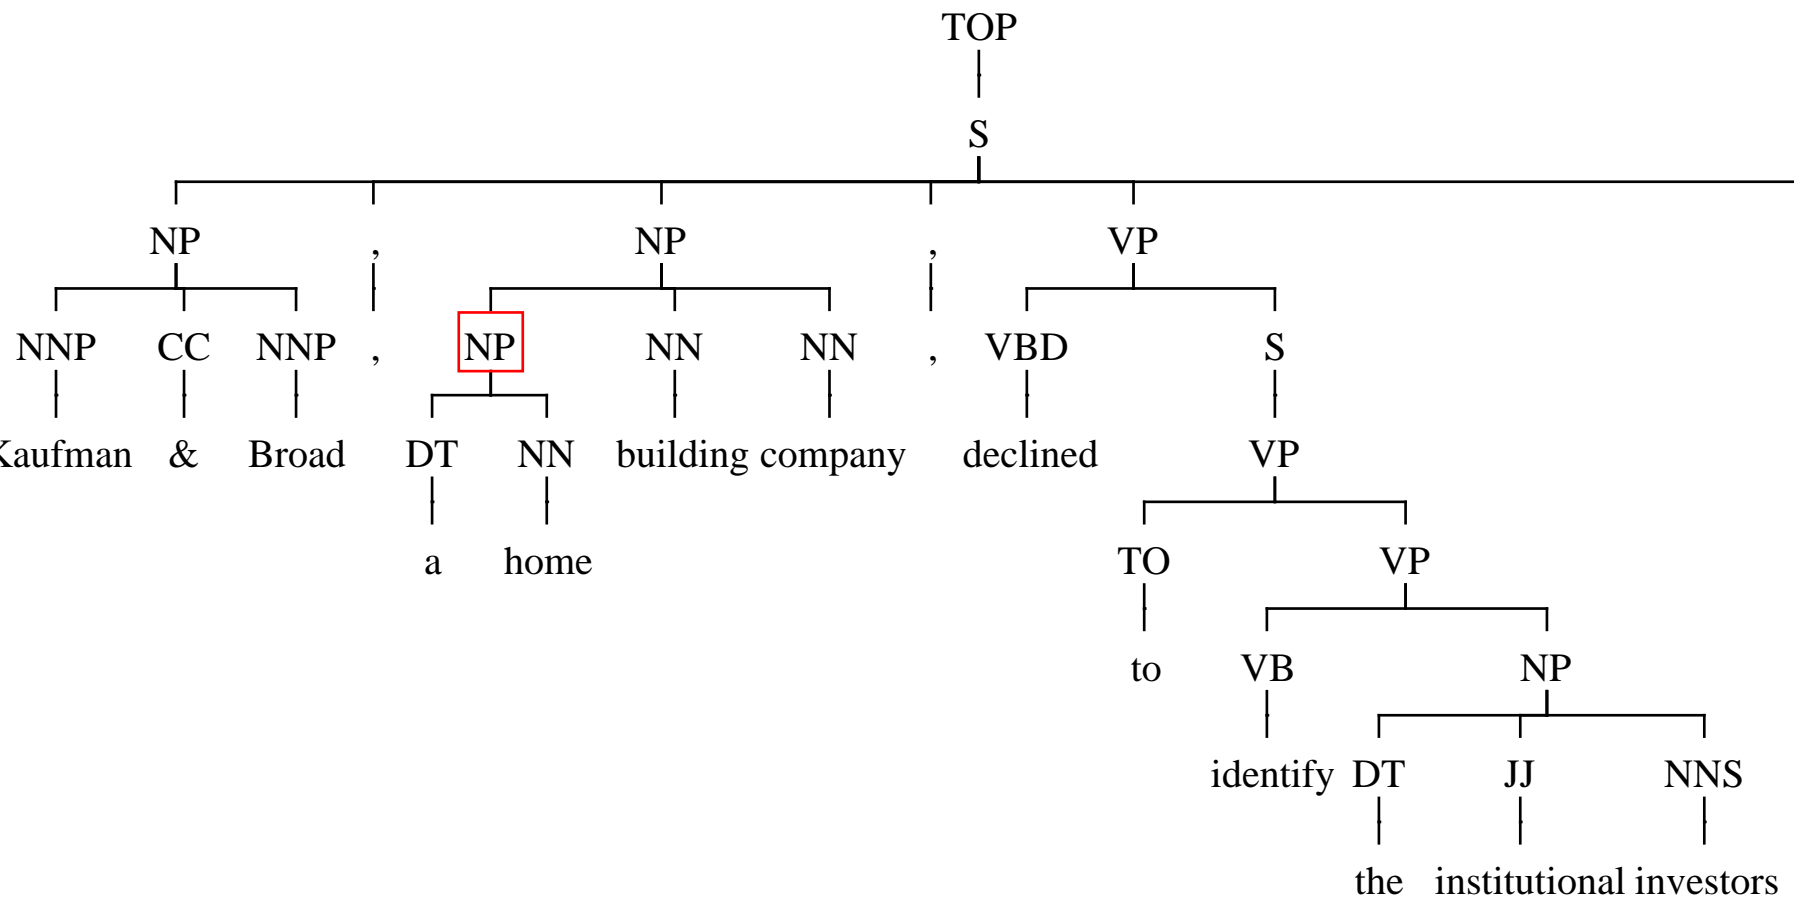 TOP
S
NP , NP , VP
NNP CC NNP , NP NN NN , VBD S
Kaufman & Broad DT NN building company declined VP
a home TO VP
to VB NP
identify DT JJ NNS
the institutional investors